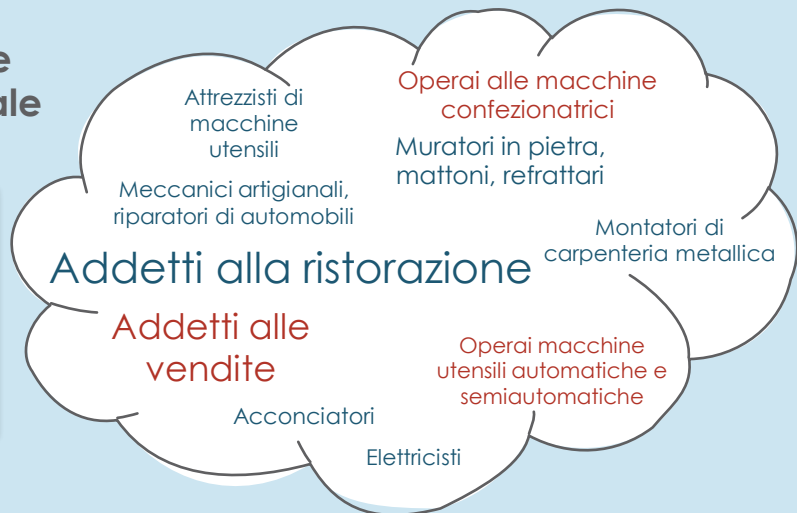 e
ale
Attrezzisti di
macchine
utensili
Operai alle macchine
confezionatrici
Muratori in pietra,
mattoni, refrattari
Meccanici artigianali,
riparatori di automobili
Montatori di
carpenteria metallica
Addetti alla ristorazione
Addetti alle
vendite
Operai macchine
utensili automatiche e
semiautomatiche
Acconciatori
Elettricisti